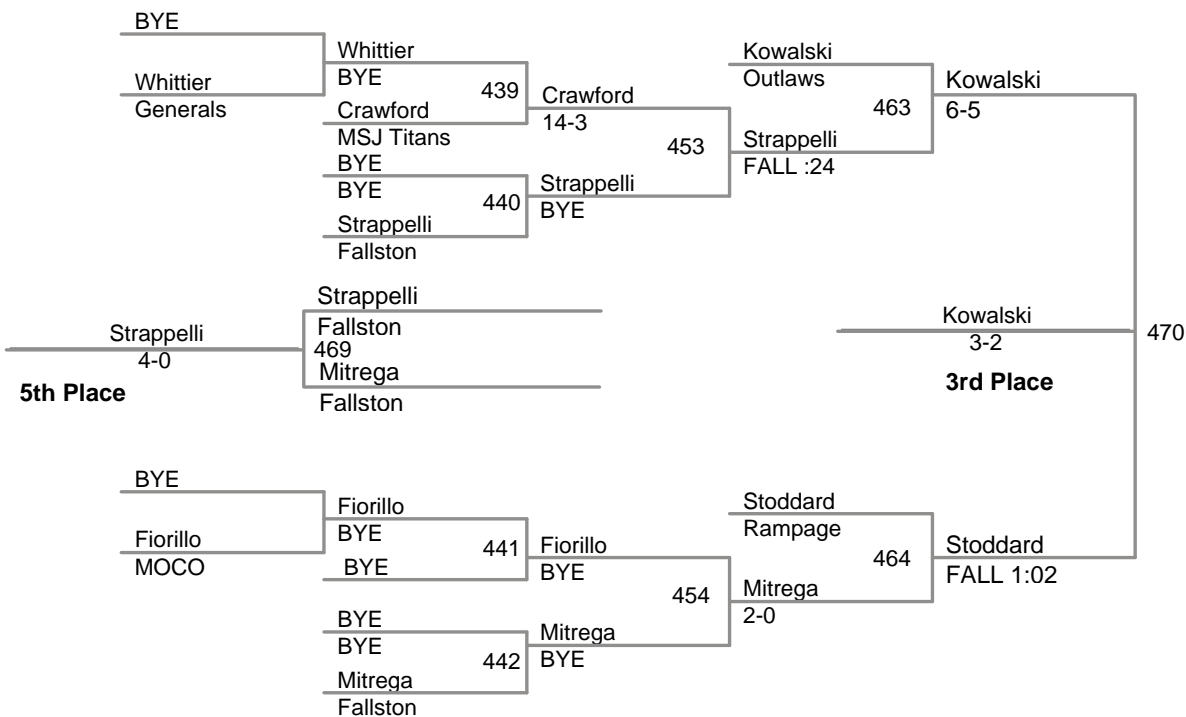 BYE
Whittier
Generals
Whittier
BYE
439
Crawford
MSJ Titans
BYE
BYE
440
Strappelli
Fallston
Crawford
14-3
453
Strappelli
BYE
Kowalski
Outlaws
463
Strappelli
FALL :24
Kowalski
6-5
Strappelli
4-0
5th Place
Strappelli
Fallston
469
Mitrega
Fallston
Kowalski
3-2
3rd Place
470
BYE
Fiorillo
MOCO
Fiorillo
BYE
441
BYE
BYE
BYE
442
Mitrega
Fallston
Fiorillo
BYE
454
Mitrega
BYE
Stoddard
Rampage
464
Mitrega
2-0
Stoddard
FALL 1:02